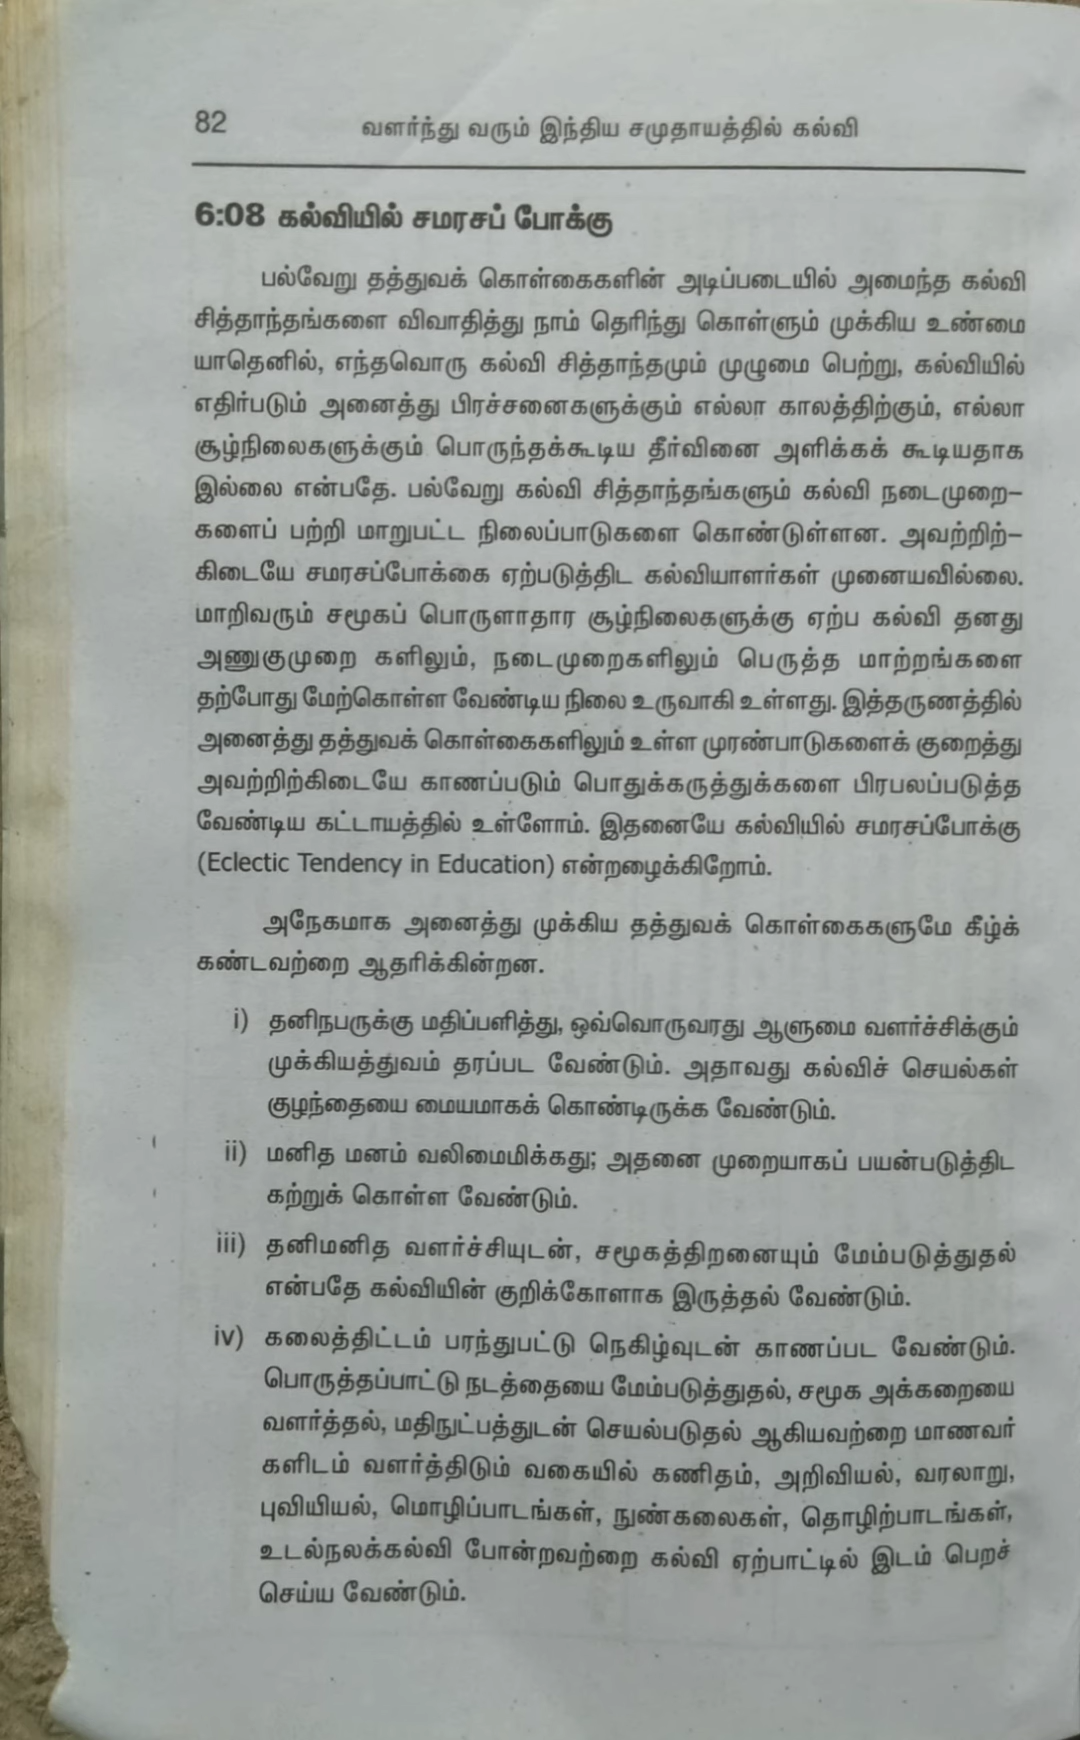 82
வளர்ந்து வரும் இந்திய சமுதாயத்தில் கல்வி
6:08 கல்வியில் சமரசப் போக்கு
பல்வேறு தத்துவக் கொள்கைகளின் அடிப்படையில் அமைந்த கல்வி
சித்தாந்தங்களை விவாதித்து நாம் தெரிந்து கொள்ளும் முக்கிய உண்மை
யாதெனில், எந்தவொரு கல்வி சித்தாந்தமும் முழுமை பெற்று, கல்வியில்
எதிர்படும் அனைத்து பிரச்சனைகளுக்கும் எல்லா காலத்திற்கும், எல்லா
சூழ்நிலைகளுக்கும் பொருந்தக்கூடிய தீர்வினை அளிக்கக் கூடியதாக
இல்லை என்பதே. பல்வேறு கல்வி சித்தாந்தங்களும் கல்வி நடைமுறை–
களைப் பற்றி மாறுபட்ட நிலைப்பாடுகளை கொண்டுள்ளன. அவற்றிற்–
கிடையே சமரசப்போக்கை ஏற்படுத்திட கல்வியாளர்கள் முனையவில்லை.
மாறிவரும் சமூகப் பொருளாதார சூழ்நிலைகளுக்கு ஏற்ப கல்வி தனது
அணுகுமுறை களிலும், நடைமுறைகளிலும் பெருத்த மாற்றங்களை
தற்போது மேற்கொள்ள வேண்டிய நிலை உருவாகி உள்ளது. இத்தருணத்தில்
அனைத்து தத்துவக் கொள்கைகளிலும் உள்ள முரண்பாடுகளைக் குறைத்து
அவற்றிற்கிடையே காணப்படும் பொதுக்கருத்துக்களை பிரபலப்படுத்த
வேண்டிய கட்டாயத்தில் உள்ளோம். இதனையே கல்வியில் சமரசப்போக்கு
(Eclectic Tendency in Education) என்றழைக்கிறோம்.
அநேகமாக அனைத்து முக்கிய தத்துவக் கொள்கைகளுமே கீழ்க்
கண்டவற்றை ஆதரிக்கின்றன.
i) தனிநபருக்கு மதிப்பளித்து, ஒவ்வொருவரது ஆளுமை வளர்ச்சிக்கும்
முக்கியத்துவம் தரப்பட வேண்டும். அதாவது கல்விச் செயல்கள்
குழந்தையை மையமாகக் கொண்டிருக்க வேண்டும்.
ii) மனித மனம் வலிமைமிக்கது; அதனை முறையாகப் பயன்படுத்திட
கற்றுக் கொள்ள வேண்டும்.
iii) தனிமனித வளர்ச்சியுடன், சமூகத்திறனையும் மேம்படுத்துதல்
என்பதே கல்வியின் குறிக்கோளாக இருத்தல் வேண்டும்.
iv) கலைத்திட்டம் பரந்துபட்டு நெகிழ்வுடன் காணப்பட வேண்டும்.
பொருத்தப்பாட்டு நடத்தையை மேம்படுத்துதல், சமூக அக்கறையை
வளர்த்தல், மதிநுட்பத்துடன் செயல்படுதல் ஆகியவற்றை மாணவர்
களிடம் வளர்த்திடும் வகையில் கணிதம், அறிவியல், வரலாறு,
புவியியல், மொழிப்பாடங்கள், நுண்கலைகள், தொழிற்பாடங்கள்,
உடல்நலக்கல்வி போன்றவற்றை கல்வி ஏற்பாட்டில் இடம் பெறச்
செய்ய வேண்டும்.